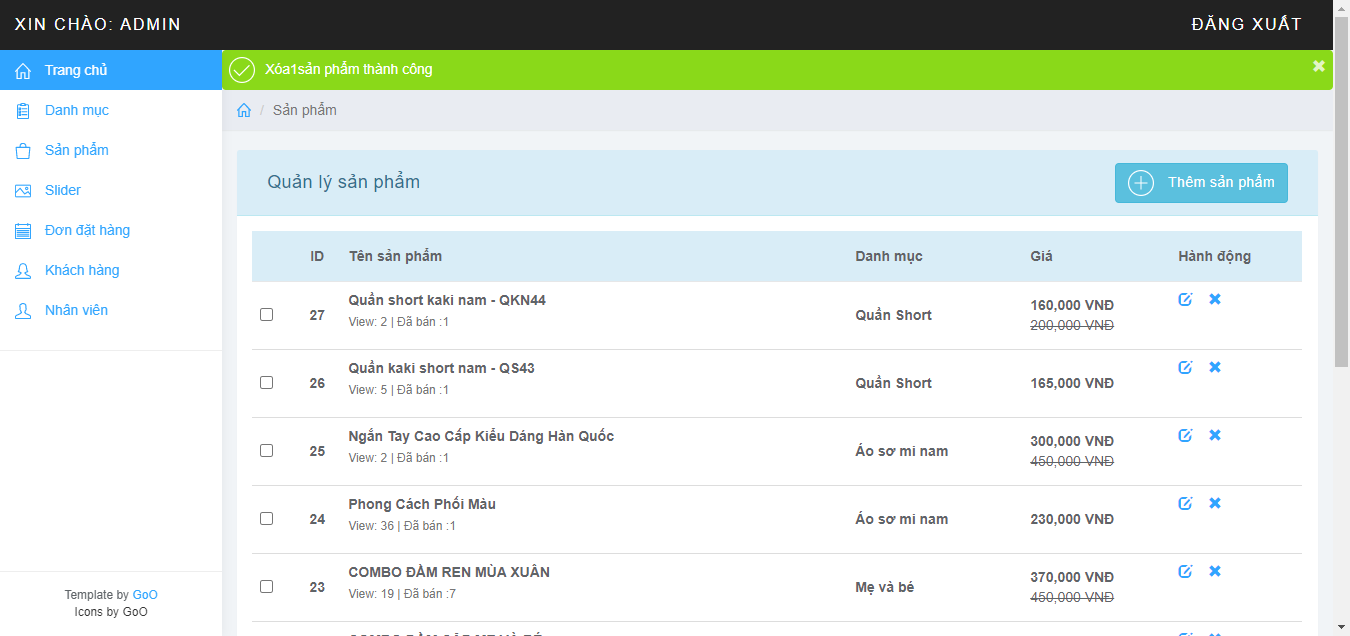 XIN CHÀO: ADMIN
ĐĂNG XUẤT
Trang chủ
Danh mục
Sản phẩm
Slider
Đơn đặt hàng
Khách hàng
Nhân viên
Template by GoO
Icons by GoO
Xóa1sản phẩm thành công
/ Sản phẩm
Quản lý sản phẩm
Thêm sản phẩm
ID Tên sản phẩm Danh mục Giá Hành động
Quần short kaki nam - QKN44
View: 2 | Đã bán :1
27
Quần Short
160,000 VNĐ
200,000 VNĐ
Quần kaki short nam - QS43
View: 5 | Đã bán :1
26
Quần Short
165,000 VNĐ
Ngắn Tay Cao Cấp Kiểu Dáng Hàn Quốc
View: 2 | Đã bán :1
25
Áo sơ mi nam
300,000 VNĐ
450,000 VNĐ
Phong Cách Phối Màu
View: 36 | Đã bán :1
24
Áo sơ mi nam
230,000 VNĐ
COMBO ĐẦM REN MÙA XUÂN
View: 19 | Đã bán :7
23
Mẹ và bé
370,000 VNĐ
450,000 VNĐ